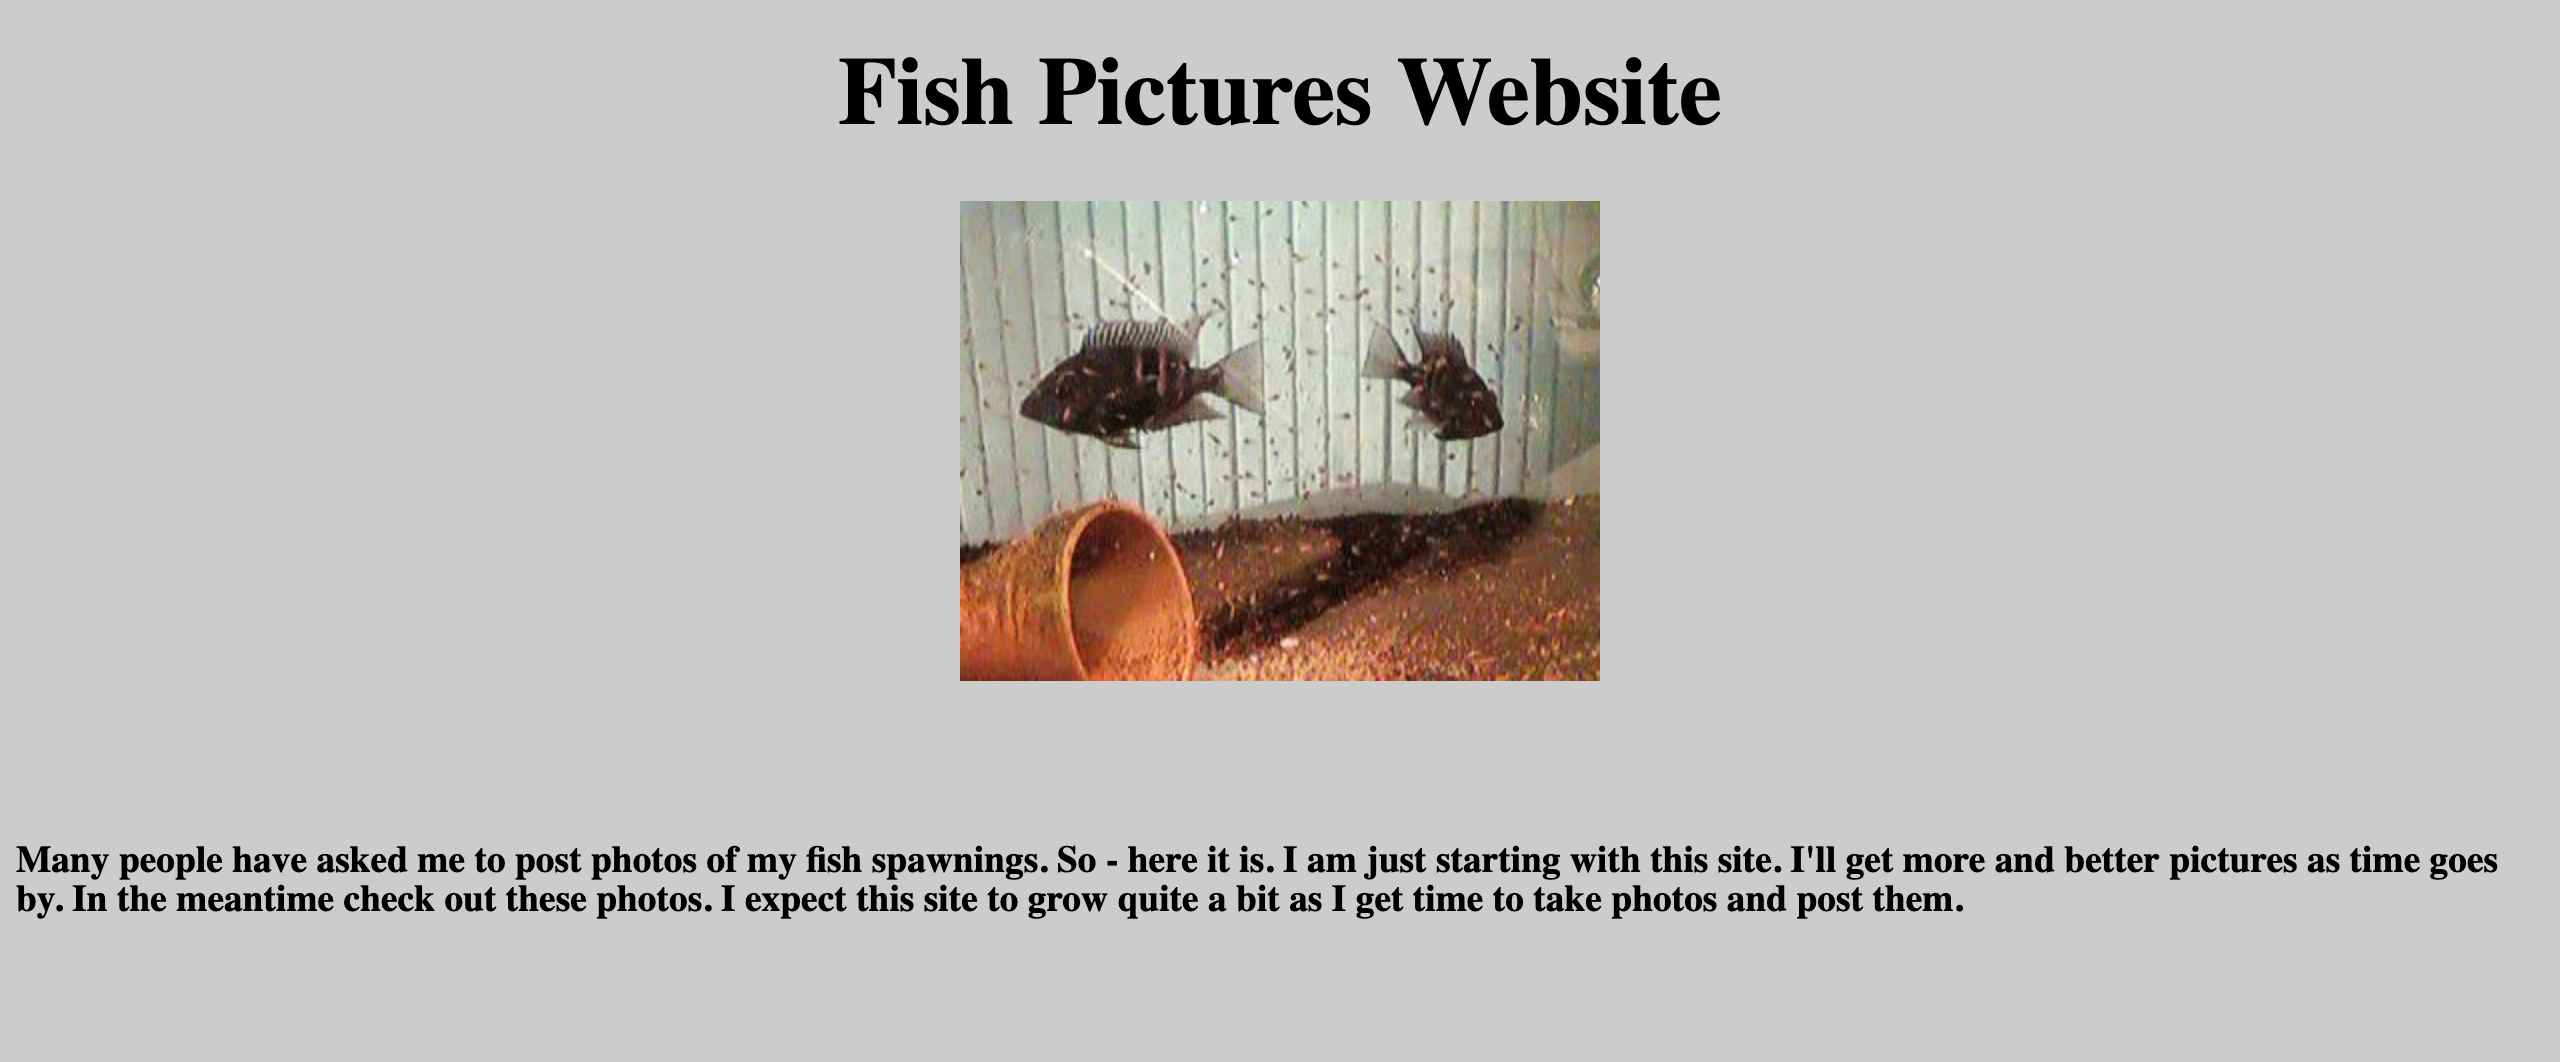 Fish Pictures Website
Many people have asked me to post photos of my fish spawnings. So - here it is. I am just starting with this site. I'll get more and better pictures as time goes
by. In the meantime check out these photos. I expect this site to grow quite a bit as I get time to take photos and post them.